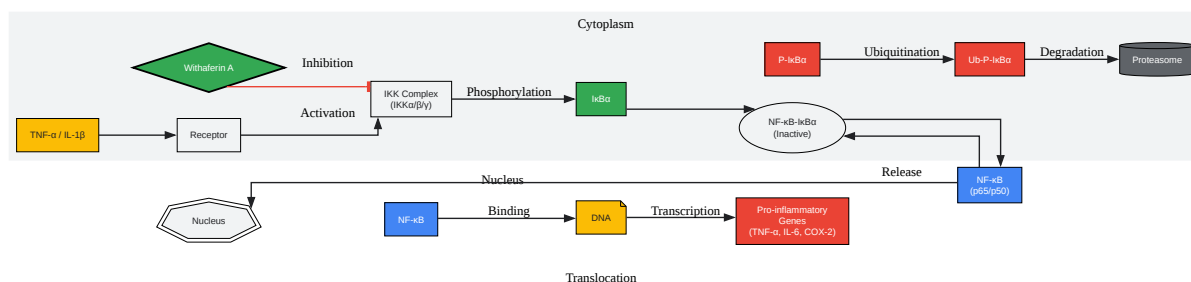 Cytoplasm
Withaferin A
Inhibition
P-IκBα
Ubiquitination
Ub-P-IκBα
Degradation
Proteasome
IKK Complex
(IKKα/β/γ)
Phosphorylation
IκBα
Activation
TNF-α / IL-1β
Receptor
NF-κB-IκBα
(Inactive)
Release
NF-κB
(p65/p50)
Nucleus
Nucleus
NF-κB
Binding
DNA
Transcription
Pro-inflammatory
Genes
(TNF-α, IL-6, COX-2)
Translocation